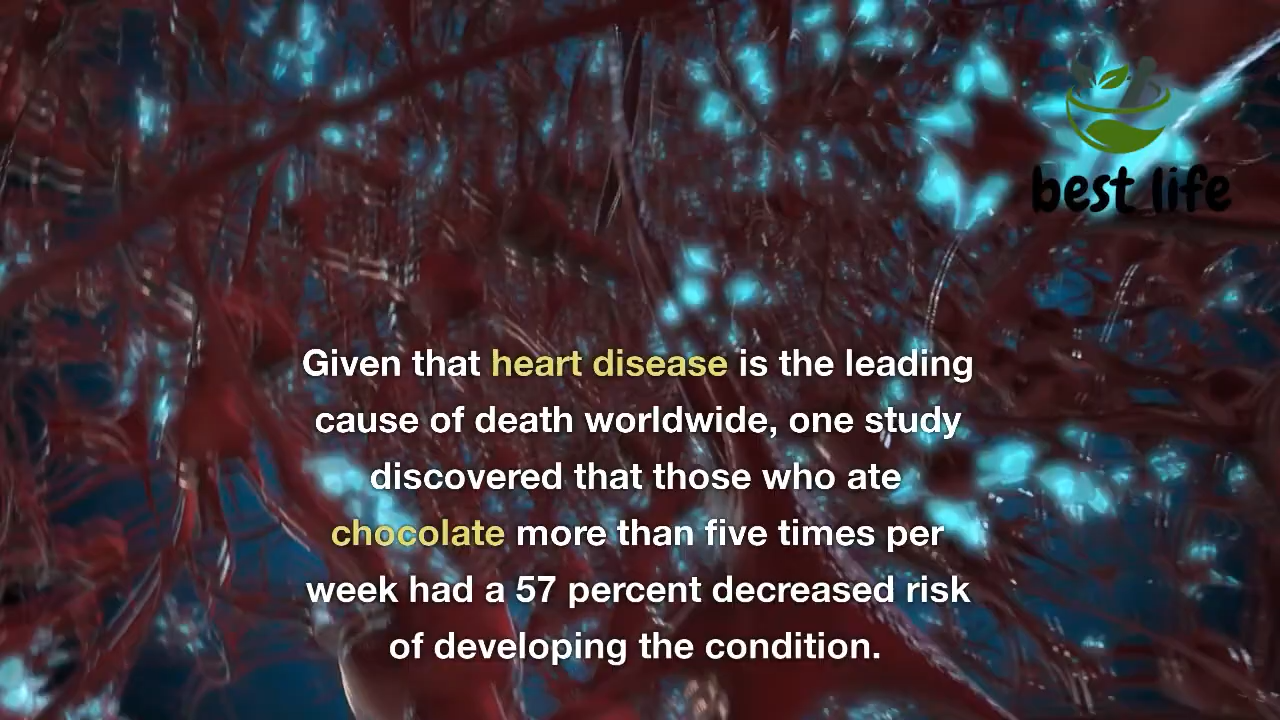 best life
Given that heart disease is the leading
cause of death worldwide, one study
discovered that those who ate
chocolate more than five times per
week had a 57 percent decreased risk
of developing the condition.